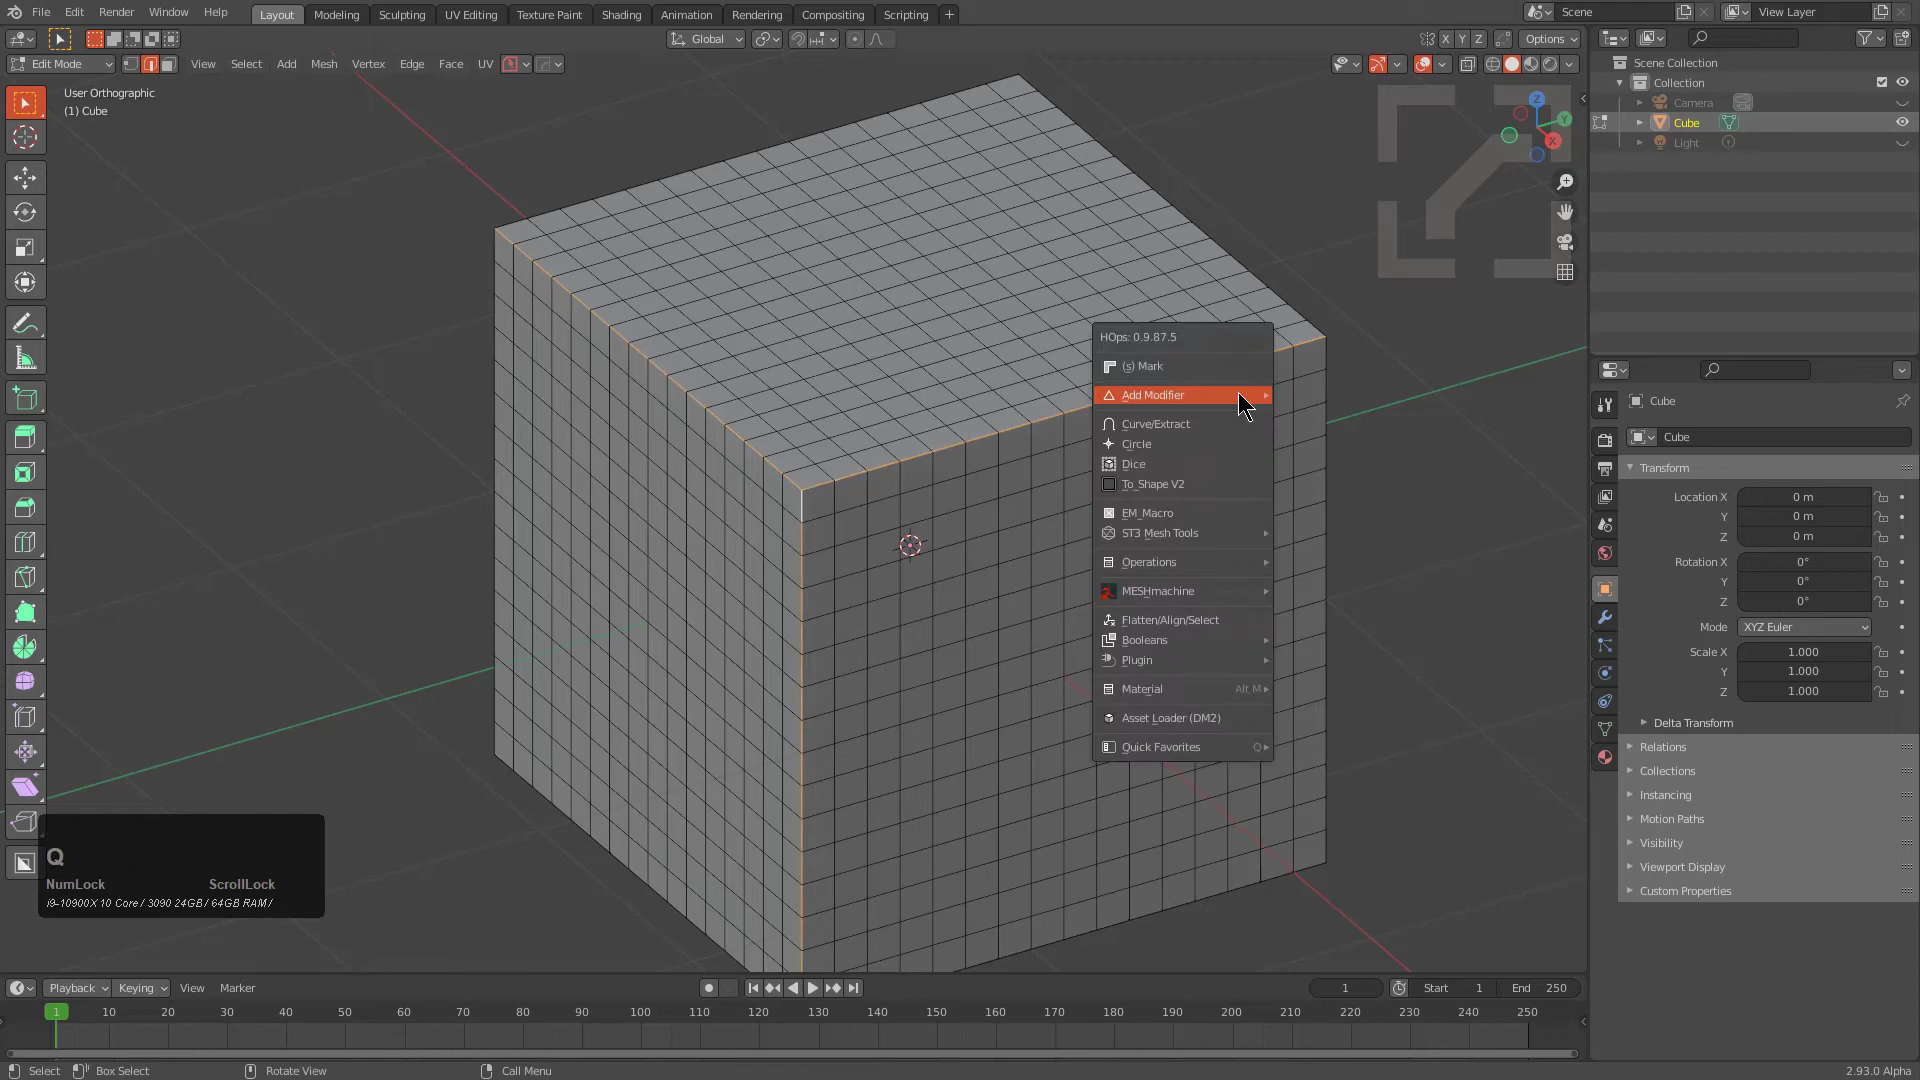 File Edit Render Window Help Layout Modeling Sculpting UV Editing Texture Paint Shading Animation Rendering Compositing Scripting + Scene View Layer
Global X Y Z Options
Edit Mode View Select Add Mesh Vertex Edge Face UV
User Orthographic
(1) Cube
Z
Y
X
Scene Collection
Collection
Camera
Cube
Light
HOps: 0.9.87.5
(s) Mark
Add Modifier
Curve/Extract
Circle
Dice
To_Shape V2
EM_Macro
ST3 Mesh Tools
Operations
MESHmachine
Flatten/Align/Select
Booleans
Plugin
Material Alt M
Asset Loader (DM2)
Quick Favorites Q
Cube
Cube
Transform
Location X 0 m
Y 0 m
Z 0 m
Rotation X 0°
Y 0°
Z 0°
Mode XYZ Euler
Scale X 1.000
Y 1.000
Z 1.000
Delta Transform
Relations
Collections
Instancing
Motion Paths
Visibility
Viewport Display
Custom Properties
Q
NumLock ScrollLock
i9-10900X 10 Core / 3090 24GB / 64GB RAM /
Playback Keying View Marker 1 Start 1 End 250
1 10 20 30 40 50 60 70 80 90 100 110 120 130 140 150 160 170 180 190 200 210 220 230 240 250
Select Box Select Rotate View Call Menu 2.93.0 Alpha